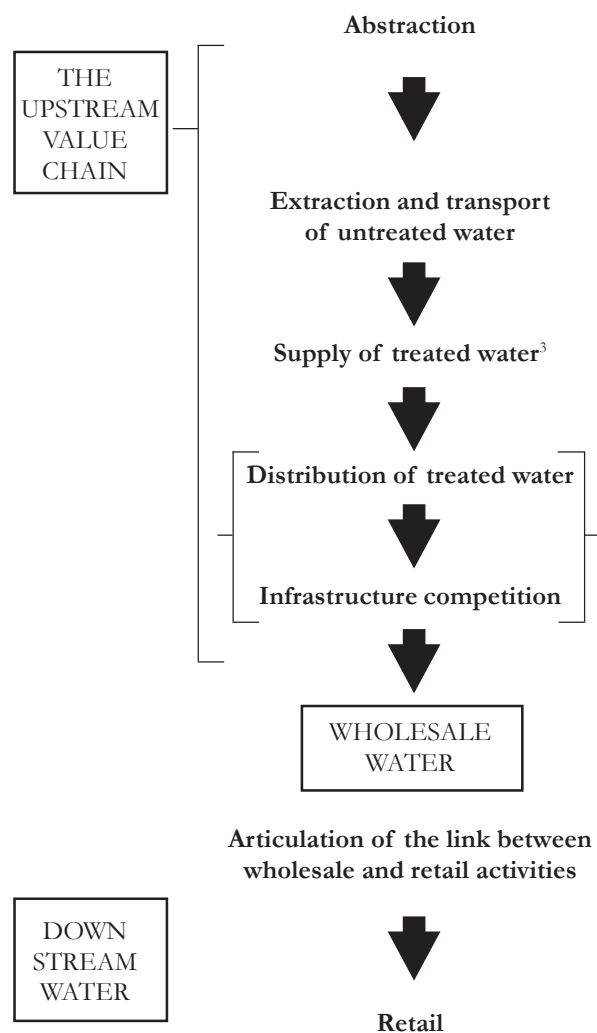 Abstraction
THE
UPSTREAM
VALUE
CHAIN
Extraction and transport
of untreated water
Supply of treated water³
Distribution of treated water
Infrastructure competition
WHOLESALE
WATER
Articulation of the link between
wholesale and retail activities
DOWN
STREAM
WATER
Retail